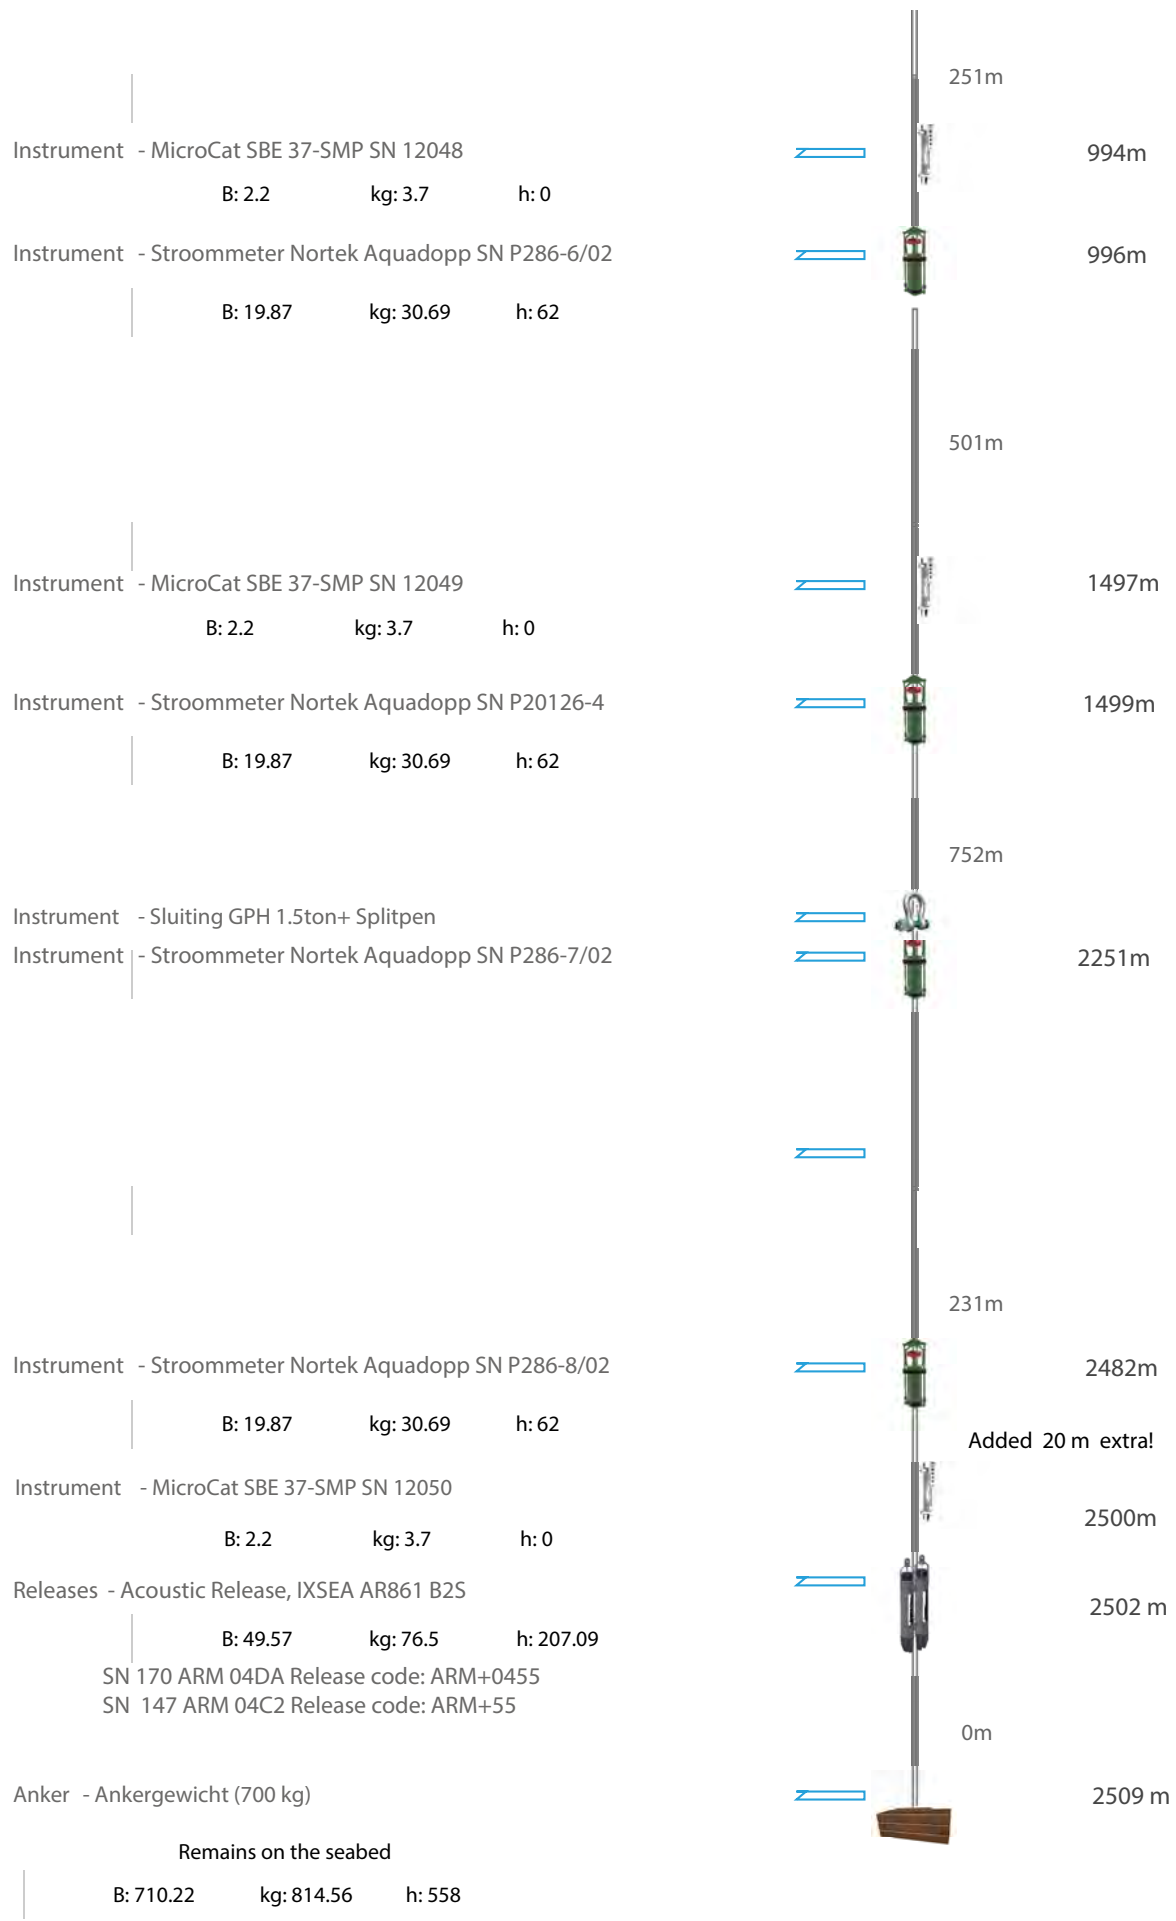 251m
Instrument - MicroCat SBE 37-SMP SN 12048
994m
B: 2.2 kg: 3.7 h: 0
Instrument - Stroommeter Nortek Aquadopp SN P286-6/02
996m
B: 19.87 kg: 30.69 h: 62
501m
Instrument - MicroCat SBE 37-SMP SN 12049
1497m
B: 2.2 kg: 3.7 h: 0
Instrument - Stroommeter Nortek Aquadopp SN P20126-4
1499m
B: 19.87 kg: 30.69 h: 62
752m
Instrument - Sluiting GPH 1.5ton+ Splitpen
Instrument - Stroommeter Nortek Aquadopp SN P286-7/02
2251m
231m
Instrument - Stroommeter Nortek Aquadopp SN P286-8/02
2482m
B: 19.87 kg: 30.69 h: 62
Added 20 m extra!
Instrument - MicroCat SBE 37-SMP SN 12050
2500m
B: 2.2 kg: 3.7 h: 0
Releases - Acoustic Release, IXSEA AR861 B2S
2502 m
B: 49.57 kg: 76.5 h: 207.09
SN 170 ARM 04DA Release code: ARM+0455
SN 147 ARM 04C2 Release code: ARM+55
0m
Anker - Ankergewicht (700 kg)
2509 m
Remains on the seabed
B: 710.22 kg: 814.56 h: 558